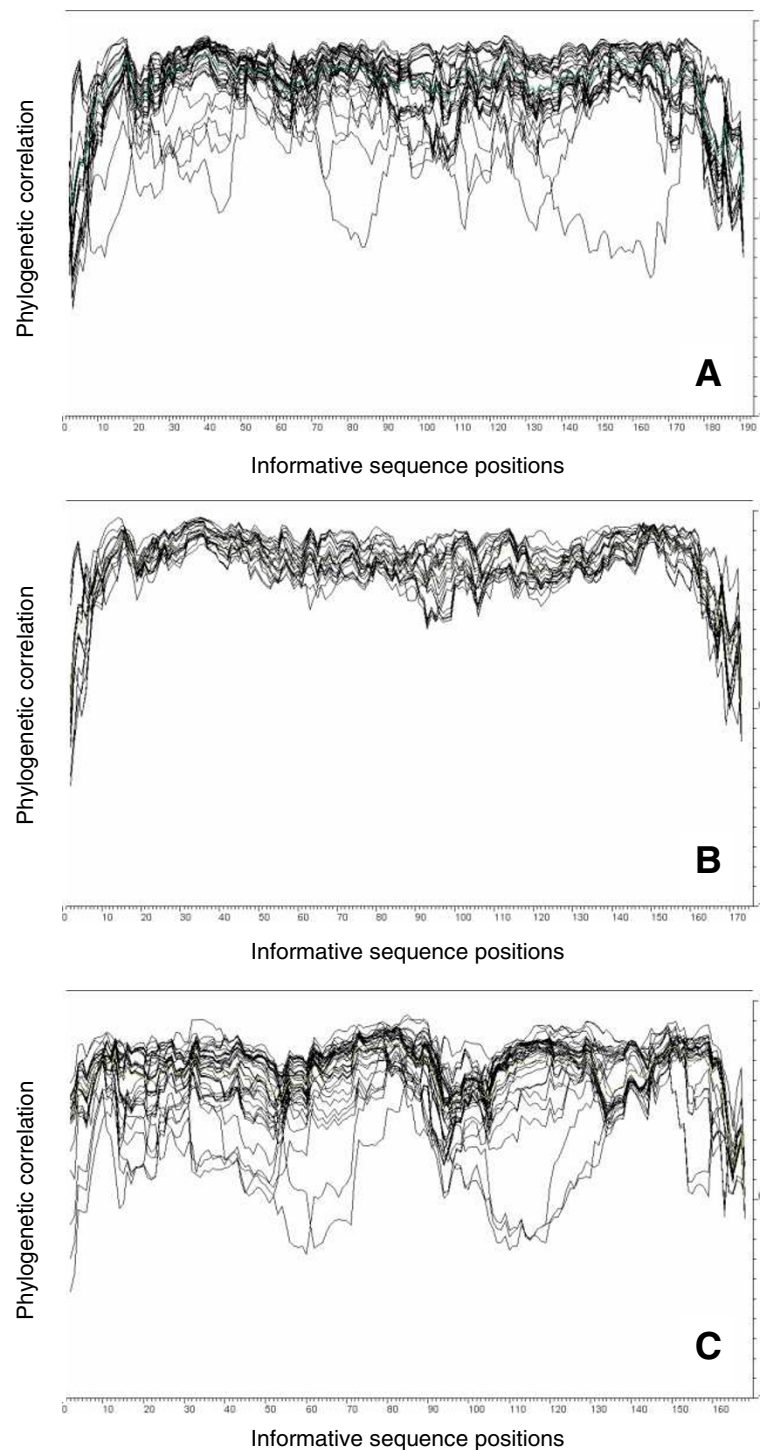 Phylogenetic correlation
A
0 10 20 30 40 50 60 70 80 90 100 110 120 130 140 150 160 170 180 190
Informative sequence positions
Phylogenetic correlation
B
0 10 20 30 40 50 60 70 80 90 100 110 120 130 140 150 160 170
Informative sequence positions
Phylogenetic correlation
C
0 10 20 30 40 50 60 70 80 90 100 110 120 130 140 150 160
Informative sequence positions